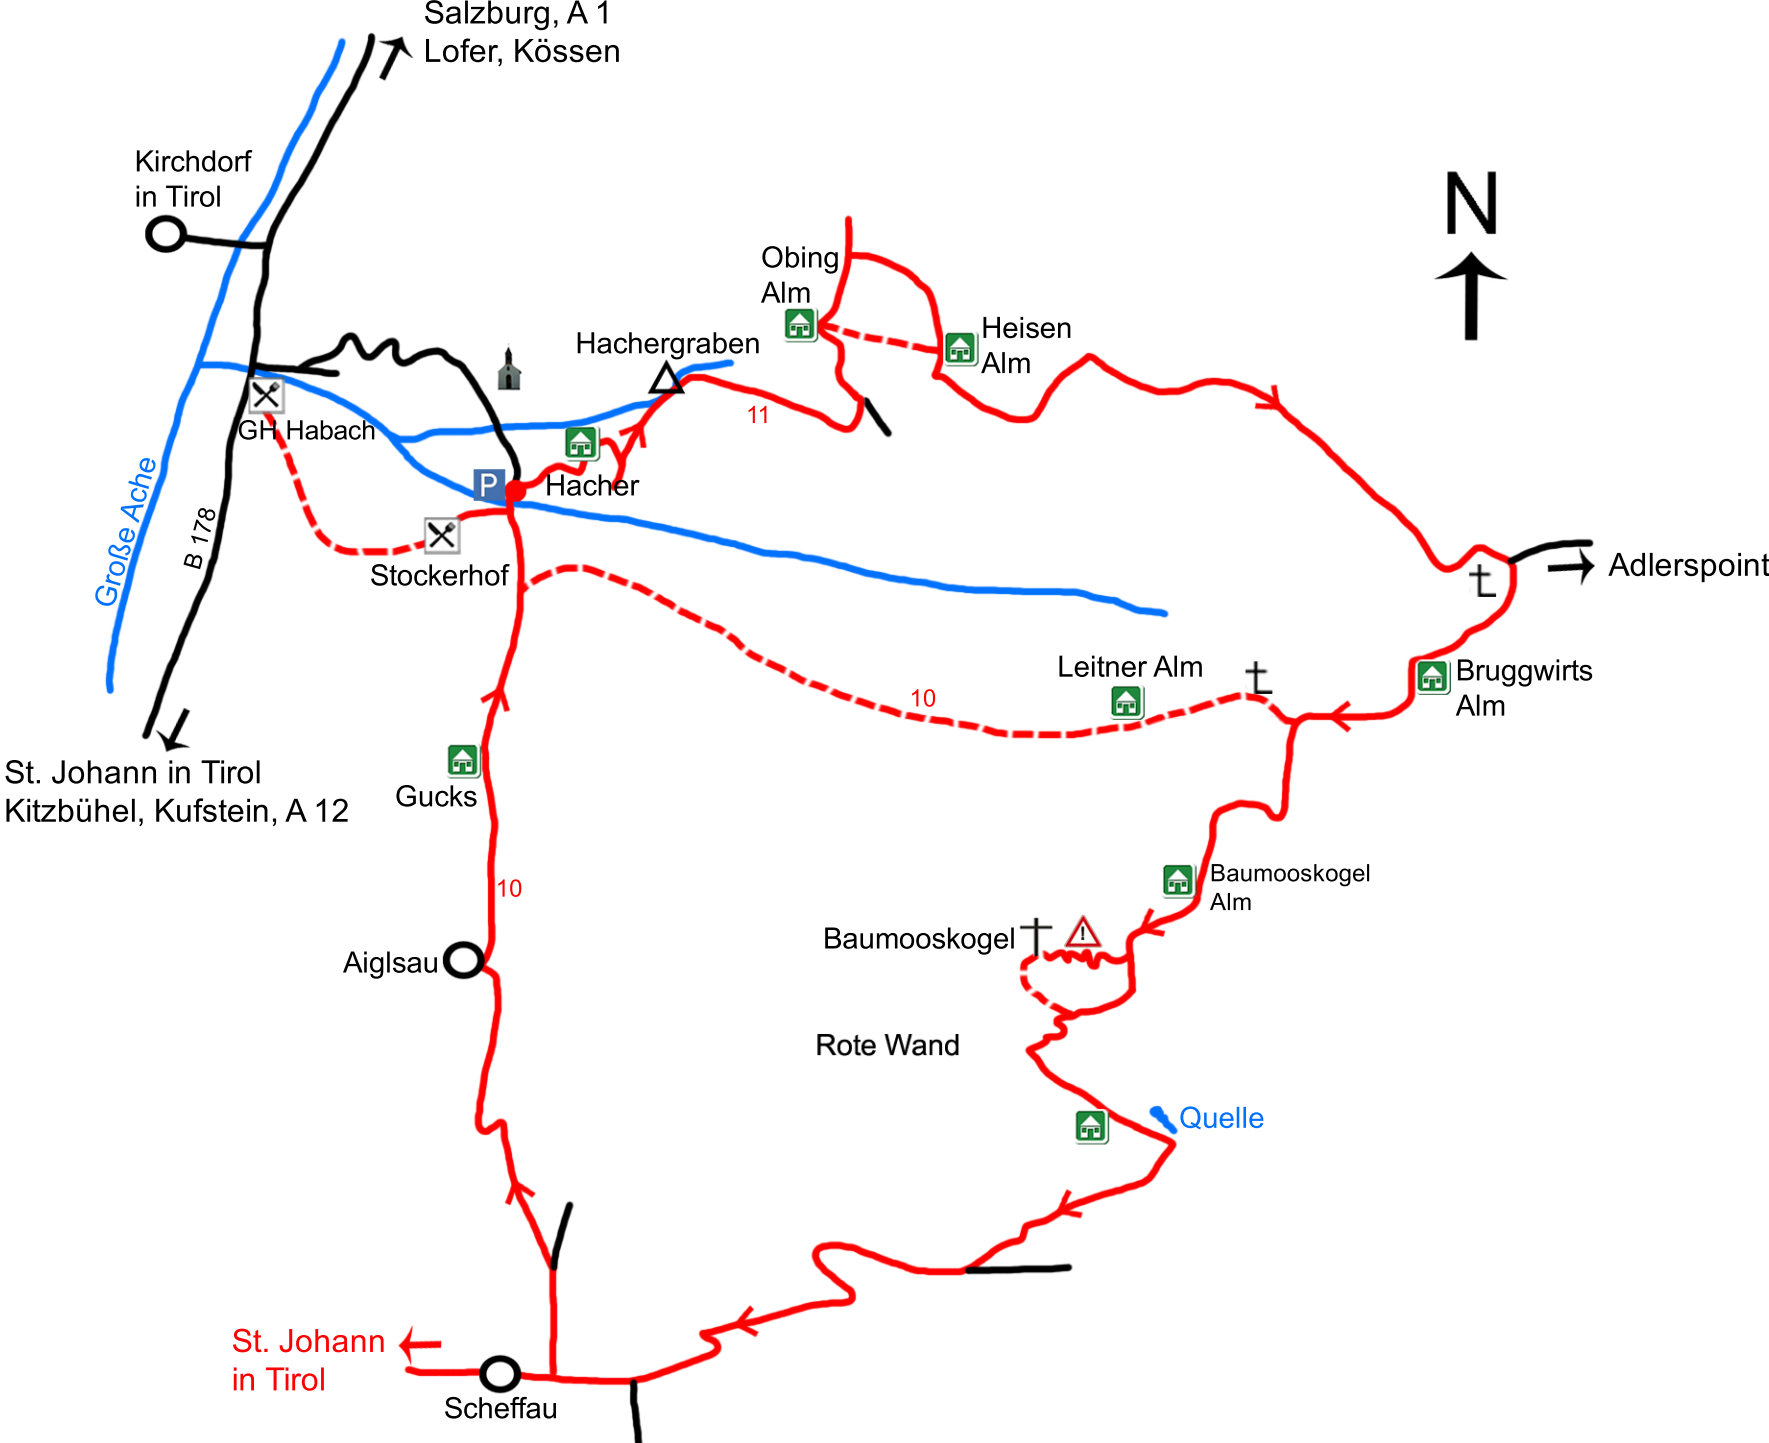 Salzburg, A 1
Lofer, Kössen
Kirchdorf
in Tirol
N
Obing
Alm
Hachergraben
Heisen
Alm
11
GH Habach
P
Hacher
Große Ache
B 178
Stockerhof
Adlerspoint
Leitner Alm
Bruggwirts
Alm
10
St. Johann in Tirol
Kitzbühel, Kufstein, A 12
Gucks
10
Baumooskogel
Alm
Baumooskogel
!
Aiglsau
Rote Wand
Quelle
St. Johann
in Tirol
Scheffau